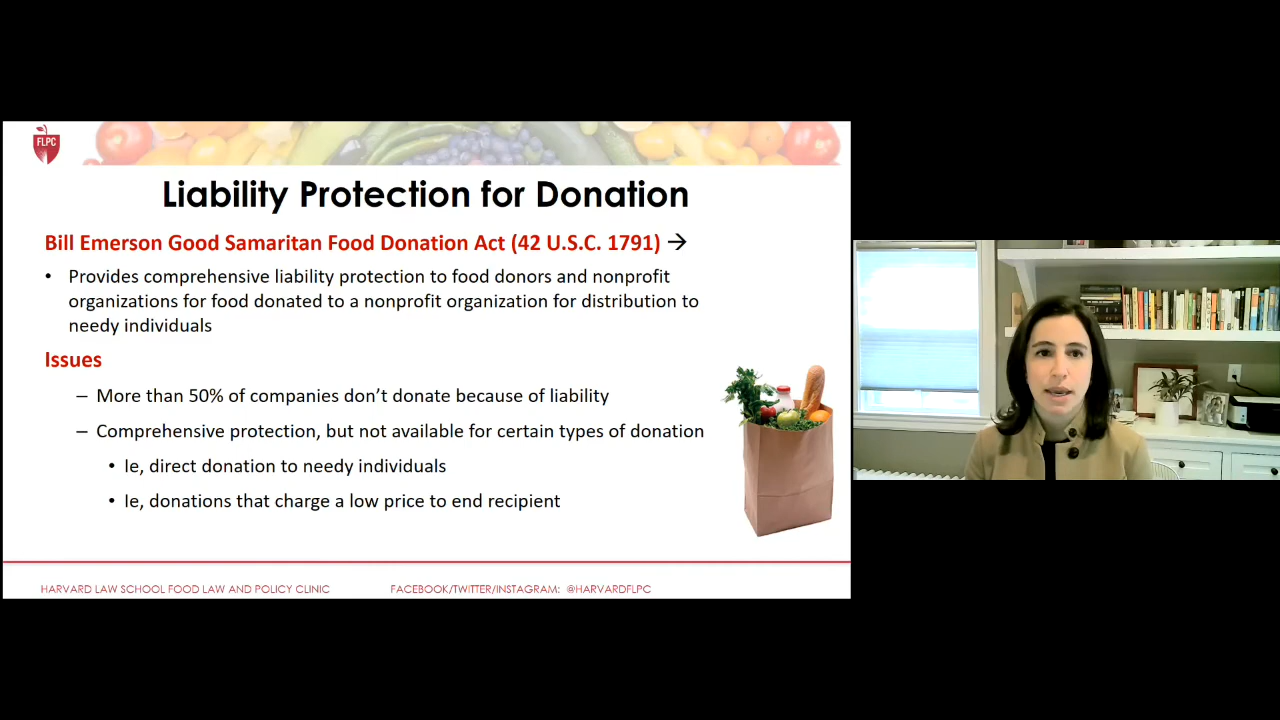 FLPC
Liability Protection for Donation
Bill Emerson Good Samaritan Food Donation Act (42 U.S.C. 1791) →
• Provides comprehensive liability protection to food donors and nonprofit
organizations for food donated to a nonprofit organization for distribution to
needy individuals
Issues
– More than 50% of companies don't donate because of liability
– Comprehensive protection, but not available for certain types of donation
• Ie, direct donation to needy individuals
• Ie, donations that charge a low price to end recipient
HARVARD LAW SCHOOL FOOD LAW AND POLICY CLINIC FACEBOOK/TWITTER/INSTAGRAM: @HARVARDFLPC